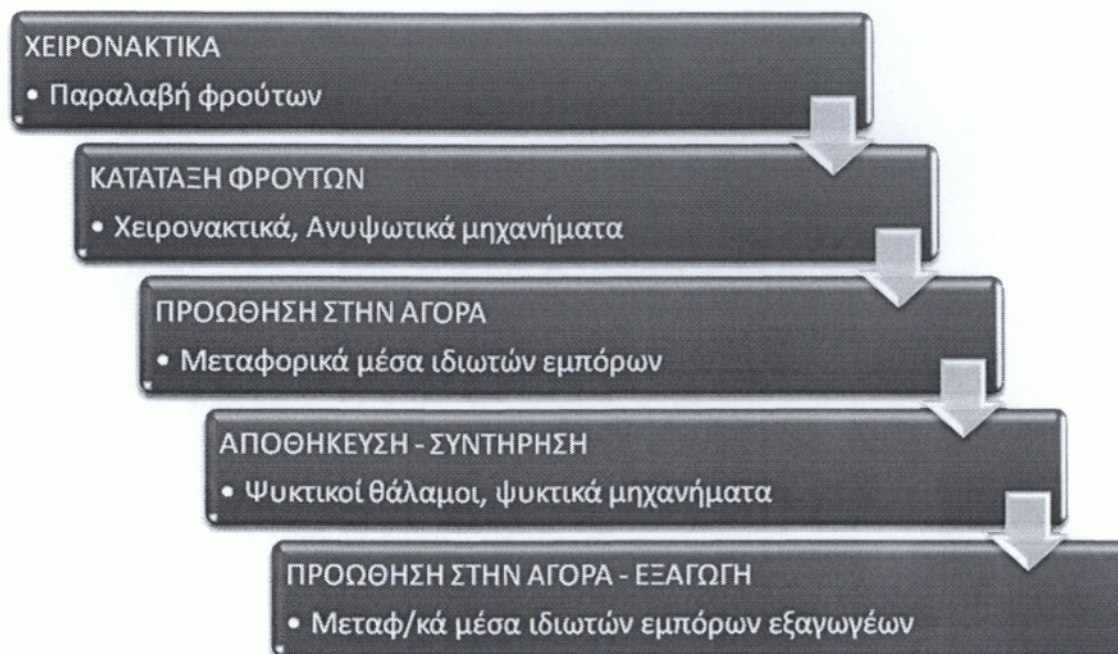 ΧΕΙΡΟΝΑΚΤΙΚΑ
• Παραλαβή φρούτων
ΚΑΤΑΤΑΞΗ ΦΡΟΥΤΩΝ
• Χειρονακτικά, Ανυψωτικά μηχανήματα
ΠΡΟΩΘΗΣΗ ΣΤΗΝ ΑΓΟΡΑ
• Μεταφορικά μέσα ιδιωτών εμπόρων
ΑΠΟΘΗΚΕΥΣΗ - ΣΥΝΤΗΡΗΣΗ
• Ψυκτικοί θάλαμοι, ψυκτικά μηχανήματα
ΠΡΟΩΘΗΣΗ ΣΤΗΝ ΑΓΟΡΑ - ΕΞΑΓΩΓΗ
• Μεταφ/κά μέσα ιδιωτών εμπόρων εξαγωγέων